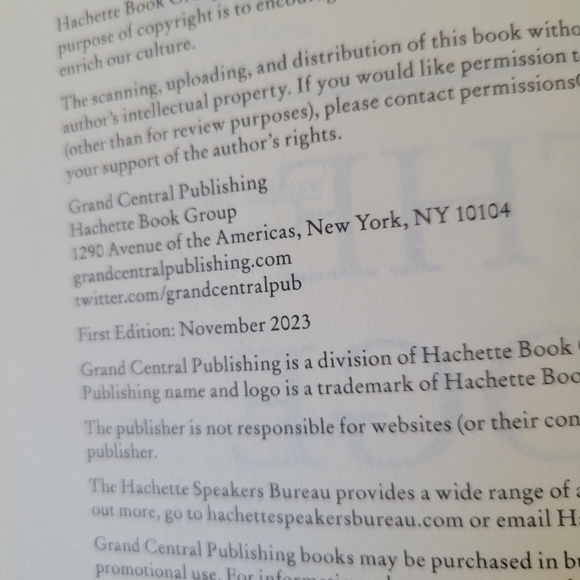 Hachette Book
purpose of copyright is to
enrich our culture.
The scanning, uploading, and distribution of this book
author's intellectual property. If you would like permission
(other than for review purposes), please contact
your support of the author's rights.
Grand Central Publishing
Hachette Book Group
1290 Avenue of the Americas, New York, NY 10104
grandcentralpublishing.com
twitter.com/grandcentralpub
First Edition: November 2023
Grand Central Publishing is a division of Hachette Book
Publishing name and logo is a trademark of Hachette
The publisher is not responsible for websites (or their
publisher.
The Hachette Speakers Bureau provides a wide range of
out more, go to hachettespeakersbureau.com or email
Grand Central Publishing books may be purchased in
promotional use. For